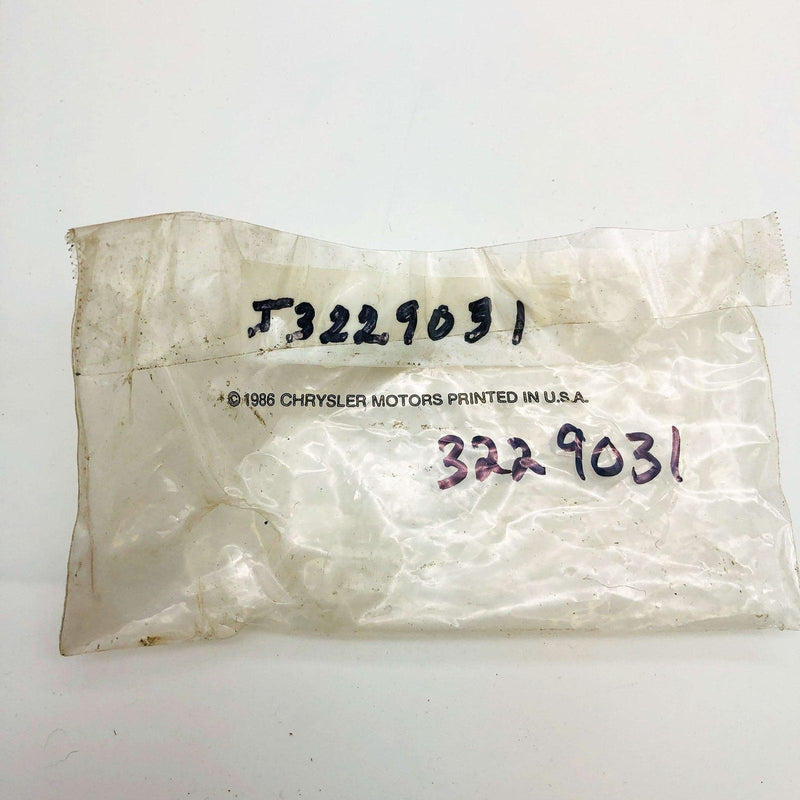 J3229031
© 1986 CHRYSLER MOTORS PRINTED IN U.S.A.
3229031